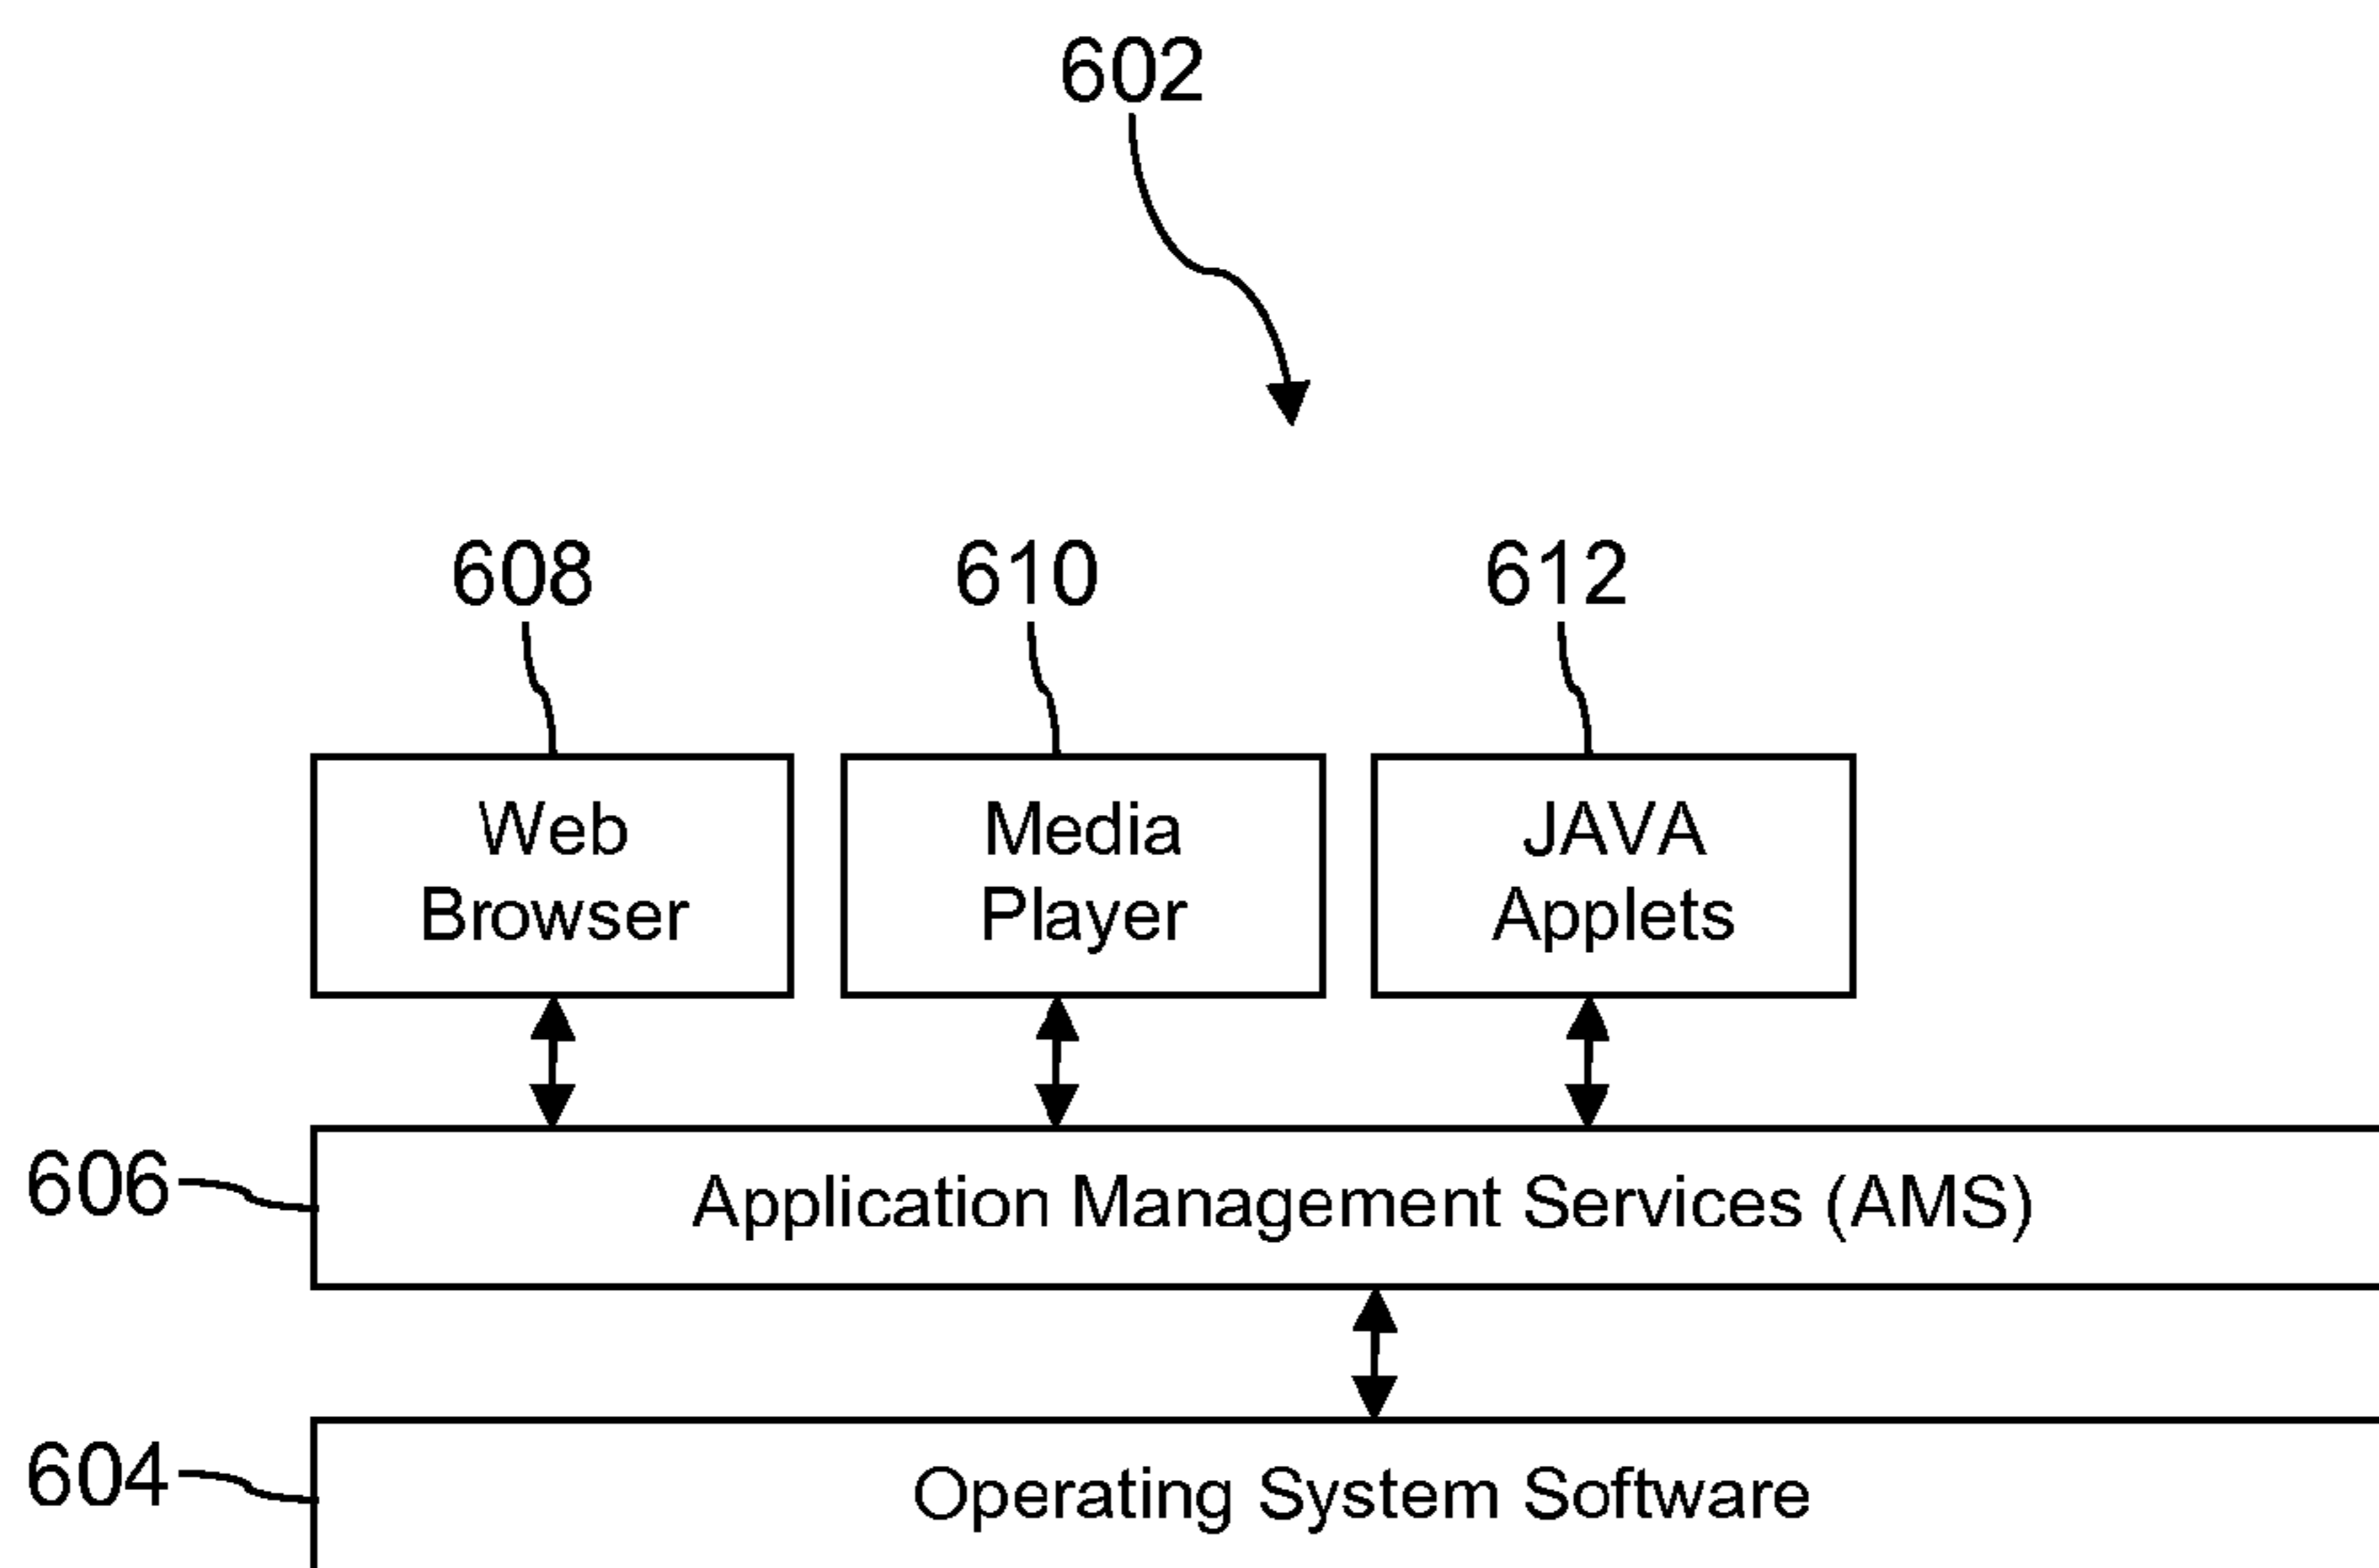 602
608
610
612
Web
Browser
Media
Player
JAVA
Applets
606
Application Management Services (AMS)
604
Operating System Software